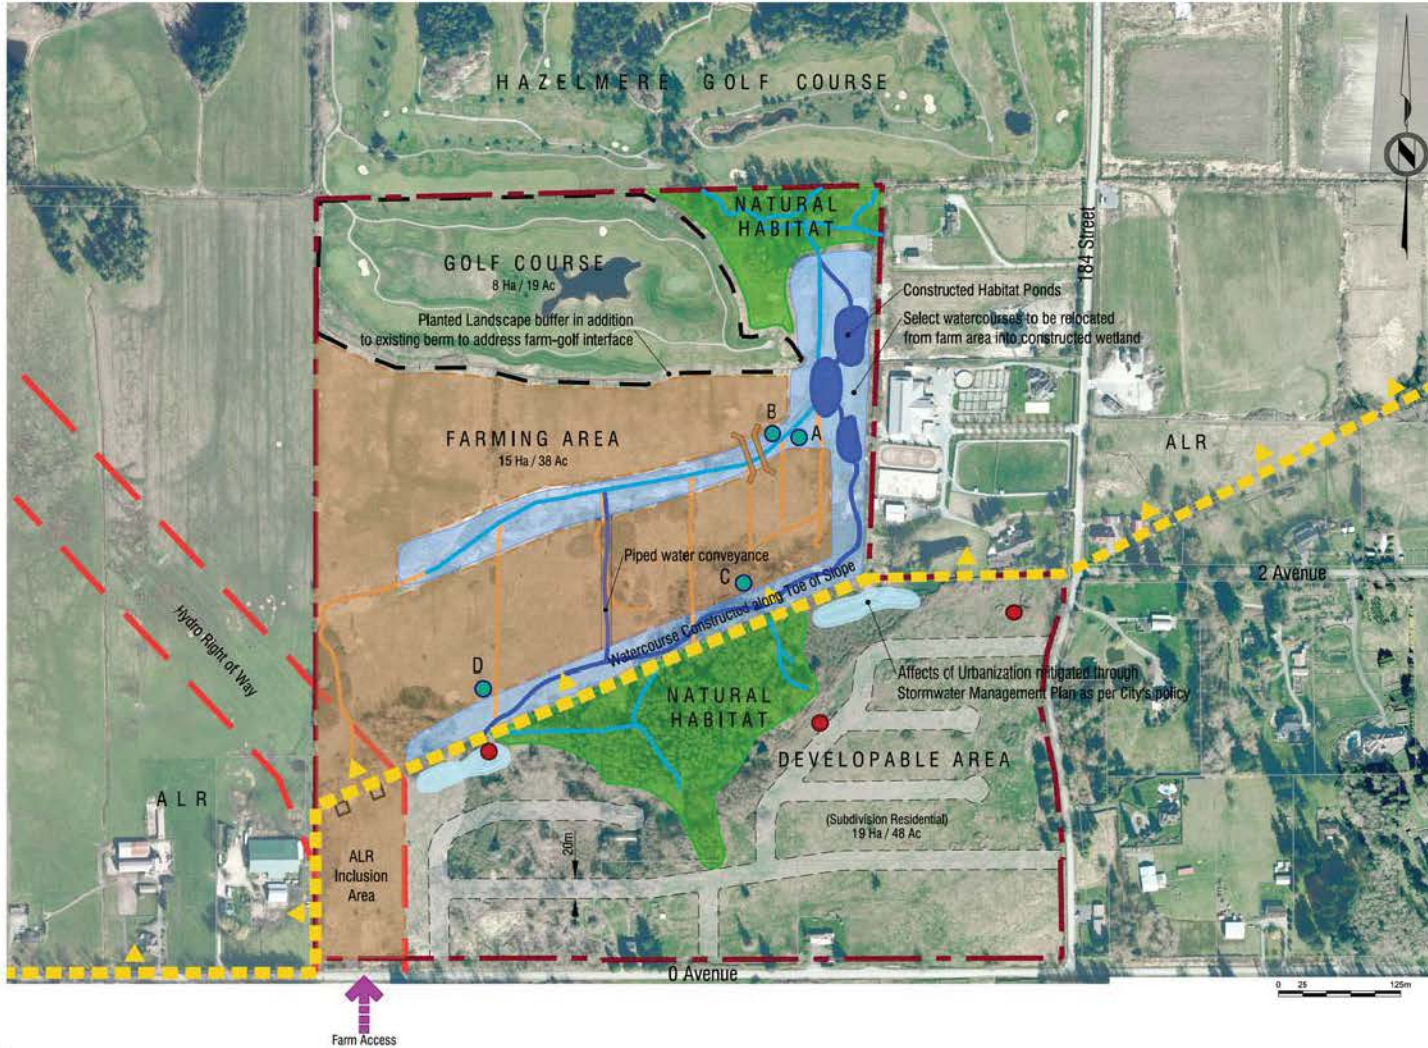 HAZELMERE GOLF COURSE
N
NATURAL
HABITAT
184 Street
GOLF COURSE
8 Ha / 19 Ac
Constructed Habitat Ponds
Planted Landscape buffer in addition
to existing berm to address farm-golf interface
Select watercourses to be relocated
from farm area into constructed wetland
B
A
FARMING AREA
15 Ha / 38 Ac
ALR
Piped water conveyance
C
2 Avenue
Watercourse Constructed along Toe of Slope
Hydro Right of Way
D
NATURAL
HABITAT
Affects of Urbanization mitigated through
Stormwater Management Plan as per City's policy
DEVELOPABLE AREA
ALR
(Subdivision Residential)
19 Ha / 48 Ac
20m
ALR
Inclusion
Area
0 Avenue
0 25 125m
Farm Access